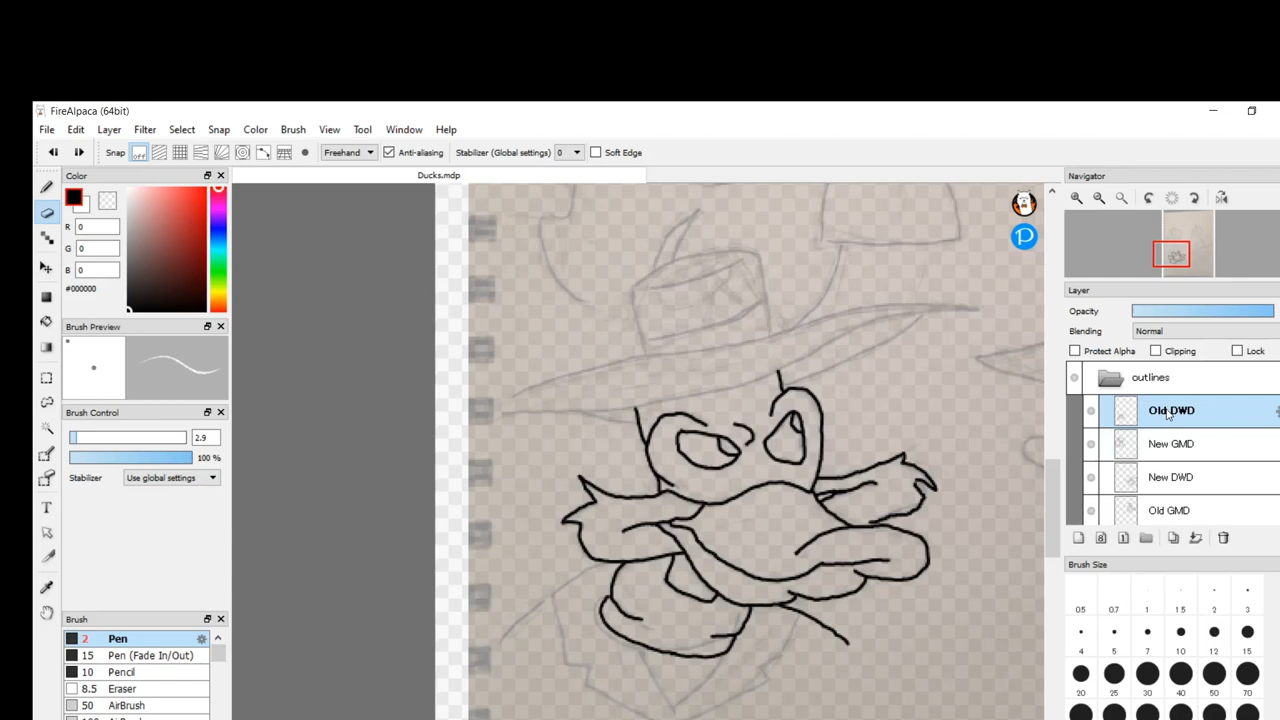 FireAlpaca (64bit)
File Edit Layer Filter Select Snap Color Brush View Tool Window Help
Snap off Freehand Anti-aliasing Stabilizer (Global settings) 0 Soft Edge
Color
Ducks.mdp
Navigator
R 0
G 0
B 0
#000000
Layer
Opacity
Brush Preview
Blending Normal
Protect Alpha Clipping Lock
outlines
Brush Control
Old DWD
2.9
New GMD
100 %
Stabilizer Use global settings
New DWD
Old GMD
8 1
Brush Size
0.5 0.7 1 1.5 2 3
Brush
2 Pen
4 5 7 10 12 15
15 Pen (Fade In/Out)
10 Pencil
8.5 Eraser
20 25 30 40 50 70
50 AirBrush